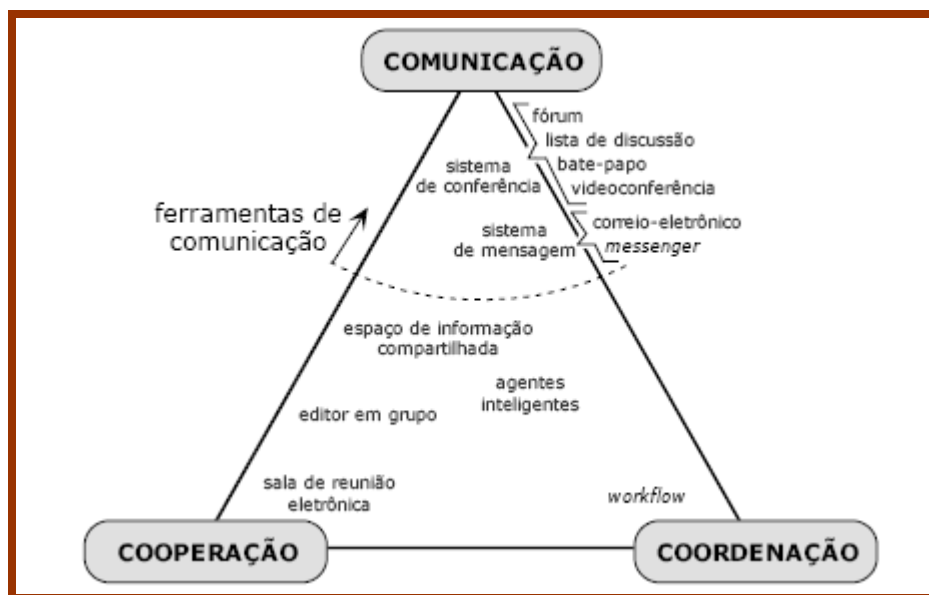 COMUNICAÇÃO
fórum
lista de discussão
bate-papo
videoconferência
sistema
de conferência
ferramentas de
comunicação
correio-eletrônico
messenger
sistema
de mensagem
espaço de informação
compartilhada
agentes
inteligentes
editor em grupo
sala de reunião
eletrônica
workflow
COOPERAÇÃO
COORDENAÇÃO